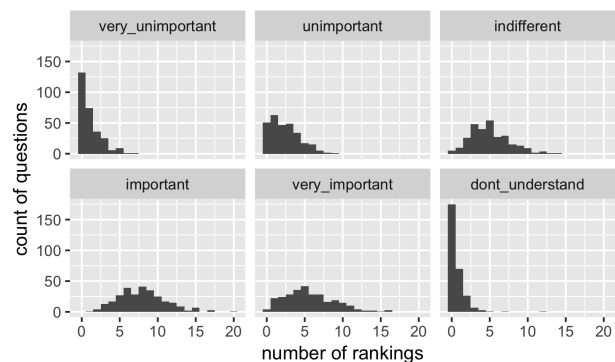 very_unimportant unimportant indifferent
150
100
50
0
important very_important dont_understand
150
100
50
0
0 5 10 15 20 0 5 10 15 20 0 5 10 15 20
number of rankings
count of questions